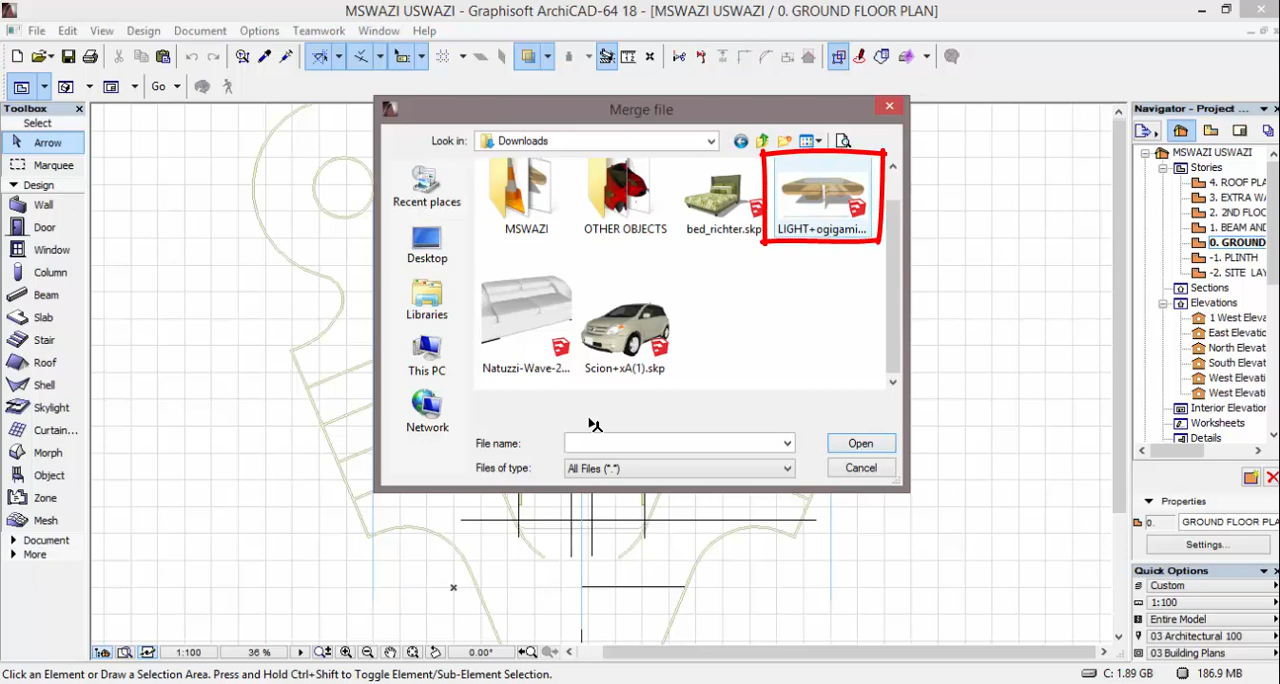 MSWAZI USWAZI - Graphisoft ArchiCAD-64 18 - [MSWAZI USWAZI / 0. GROUND FLOOR PLAN]
File Edit View Design Document Options Teamwork Window Help
Go
Toolbox
Select
Arrow
Marquee
Design
Wall
Door
Window
Column
Beam
Slab
Stair
Roof
Shell
Skylight
Curtain...
Morph
Object
Zone
Mesh
Document
More
Merge file
Look in: Downloads
Recent places
Desktop
Libraries
This PC
Network
MSWAZI
OTHER OBJECTS
bed_richter.skp
LIGHT+ogigami...
Natuzzi-Wave-2...
Scion+xA(1).skp
File name:
Open
Files of type: All Files (*.*)
Cancel
Navigator - Project ...
MSWAZI USWAZI
Stories
4. ROOF PLA
3. EXTRA WA
2. 2ND FLOO
1. BEAM AND
0. GROUND
-1. PLINTH
-2. SITE LAY
Sections
Elevations
1 West Eleva
East Elevatio
North Elevat
South Elevat
West Elevati
West Elevati
Interior Elevation
Worksheets
Details
Properties
0. GROUND FLOOR PLA
Settings...
Quick Options
Custom
1:100
Entire Model
03 Architectural 100
03 Building Plans
1:100 36 % 0.00°
Click an Element or Draw a Selection Area. Press and Hold Ctrl+Shift to Toggle Element/Sub-Element Selection.
C: 1.89 GB 186.9 MB